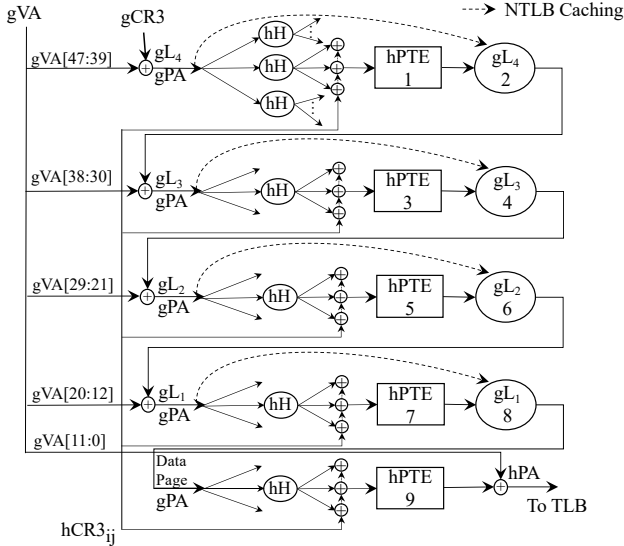 gVA
NTLB Caching
gCR3
gVA[47:39]
gL4
gPA
hH
hH
hH
hPTE
1
gL4
2
gVA[38:30]
gL3
gPA
hH
hPTE
3
gL3
4
gVA[29:21]
gL2
gPA
hH
hPTE
5
gL2
6
gVA[20:12]
gL1
gPA
hH
hPTE
7
gL1
8
gVA[11:0]
Data
Page
gPA
hH
hPTE
9
hPA
To TLB
hCR3ij